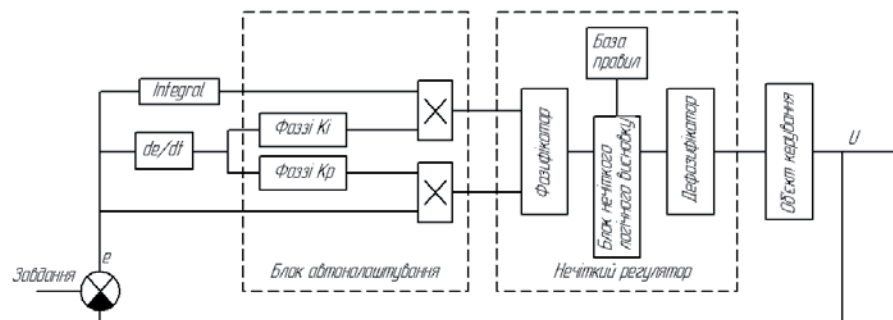 База
правил
Integral
de/dt
Фаззі Ki
Фаззі Kp
Фазифікатор
Блок нечіткого
логічного висновку
Дефазифікатор
Об'єкт керування
U
e
Завдання
Блок автоналаштування
Нечіткий регулятор